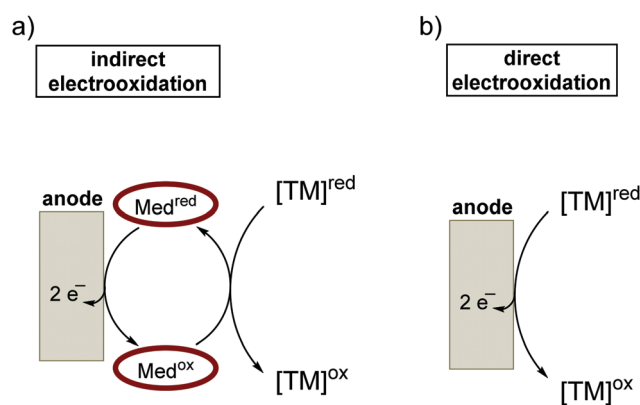 a)
indirect
electrooxidation
anode
Med^red
[TM]^red
2 e^–
Med^ox
[TM]^ox
b)
direct
electrooxidation
anode
[TM]^red
2 e^–
[TM]^ox